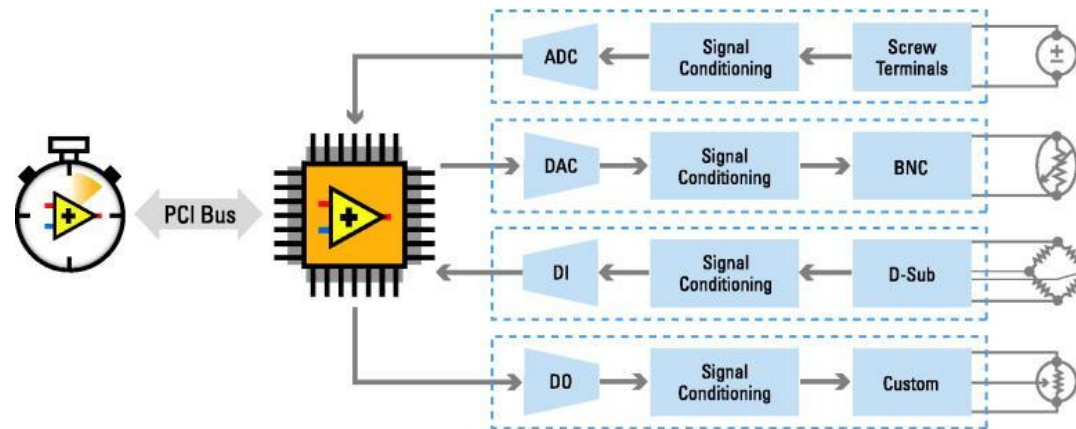 ADC
Signal
Conditioning
Screw
Terminals
±
PCI Bus
DAC
Signal
Conditioning
BNC
DI
Signal
Conditioning
D-Sub
DO
Signal
Conditioning
Custom